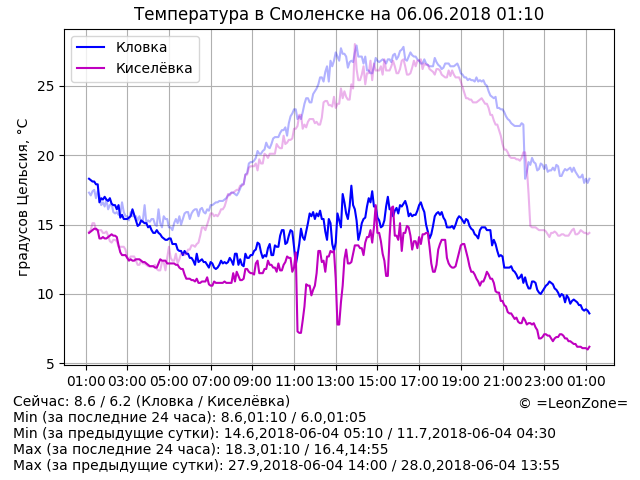 Температура в Смоленске на 06.06.2018 01:10
Кловка
Киселёвка
градусов Цельсия, °C
25
20
15
10
5
01:00 03:00 05:00 07:00 09:00 11:00 13:00 15:00 17:00 19:00 21:00 23:00 01:00
Сейчас: 8.6 / 6.2 (Кловка / Киселёвка)
© =LeonZone=
Min (за последние 24 часа): 8.6,01:10 / 6.0,01:05
Min (за предыдущие сутки): 14.6,2018-06-04 05:10 / 11.7,2018-06-04 04:30
Max (за последние 24 часа): 18.3,01:10 / 16.4,14:55
Max (за предыдущие сутки): 27.9,2018-06-04 14:00 / 28.0,2018-06-04 13:55